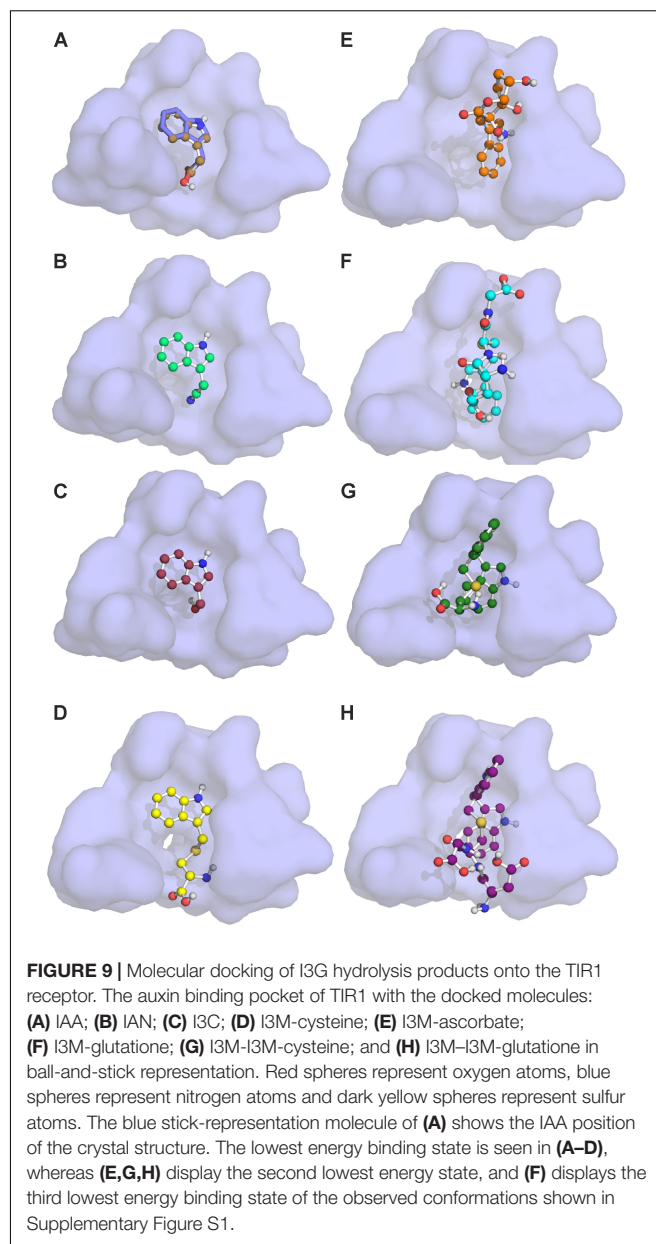 A
E
B
F
C
G
D
H
FIGURE 9 | Molecular docking of I3G hydrolysis products onto the TIR1
receptor. The auxin binding pocket of TIR1 with the docked molecules:
(A) IAA; (B) IAN; (C) I3C; (D) I3M-cysteine; (E) I3M-ascorbate;
(F) I3M-glutatione; (G) I3M-I3M-cysteine; and (H) I3M–I3M-glutatione in
ball-and-stick representation. Red spheres represent oxygen atoms, blue
spheres represent nitrogen atoms and dark yellow spheres represent sulfur
atoms. The blue stick-representation molecule of (A) shows the IAA position
of the crystal structure. The lowest energy binding state is seen in (A–D),
whereas (E,G,H) display the second lowest energy state, and (F) displays the
third lowest energy binding state of the observed conformations shown in
Supplementary Figure S1.